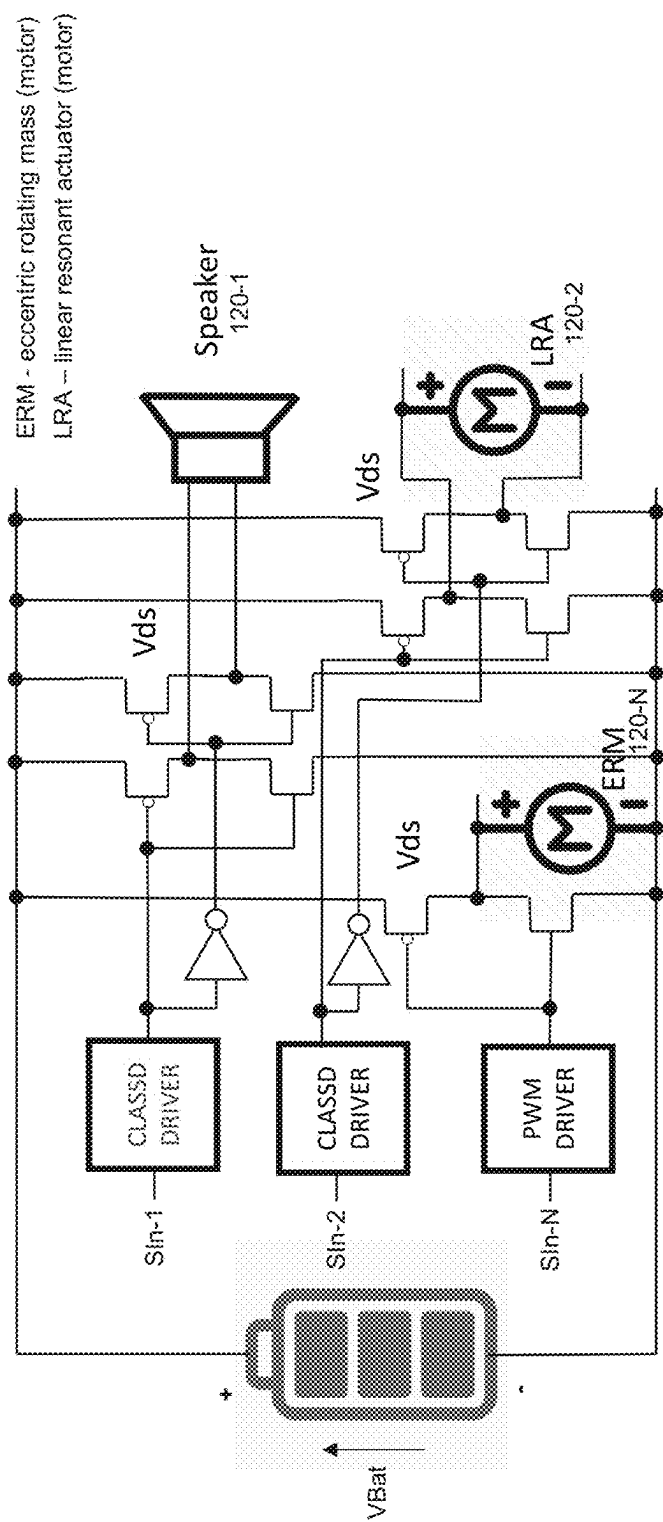 ERM - eccentric rotating mass (motor)
LRA – linear resonant actuator (motor)
Speaker
120-1
Vds
Vds
LRA
120-2
+
−
Vds
ERM
120-N
+
−
CLASSD
DRIVER
CLASSD
DRIVER
PWM
DRIVER
SIn-1
SIn-2
SIn-N
+
-
VBat
M
M